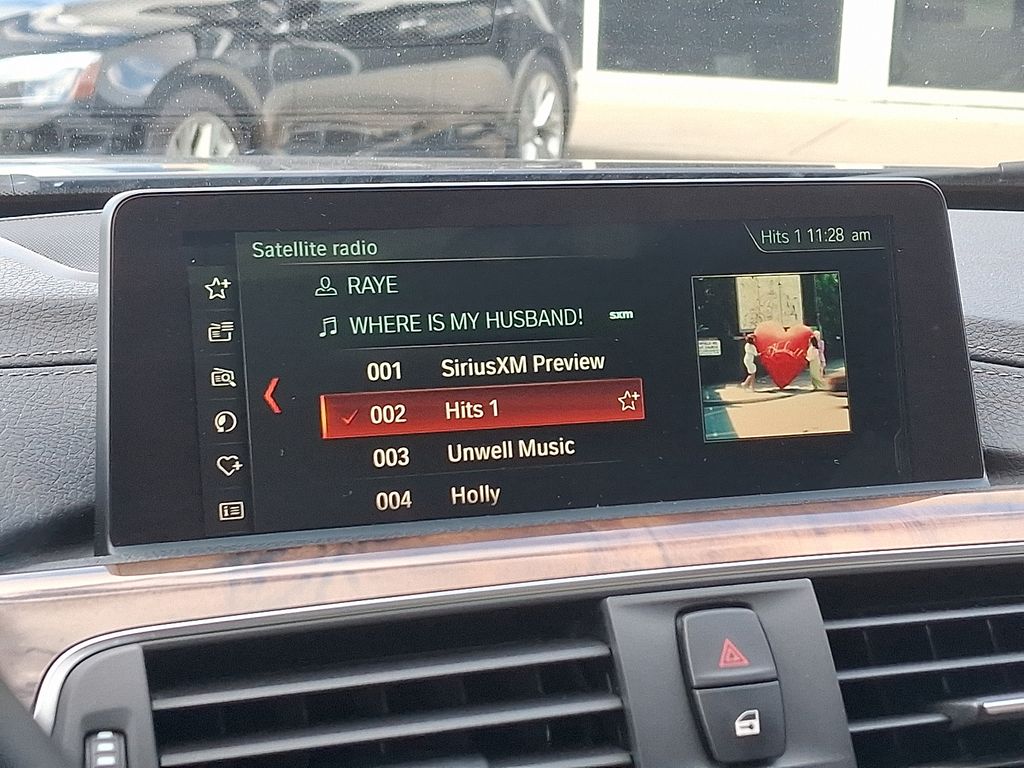 Satellite radio
Hits 1 11:28 am
RAYE
WHERE IS MY HUSBAND! sxm
001 SiriusXM Preview
002 Hits 1
003 Unwell Music
004 Holly